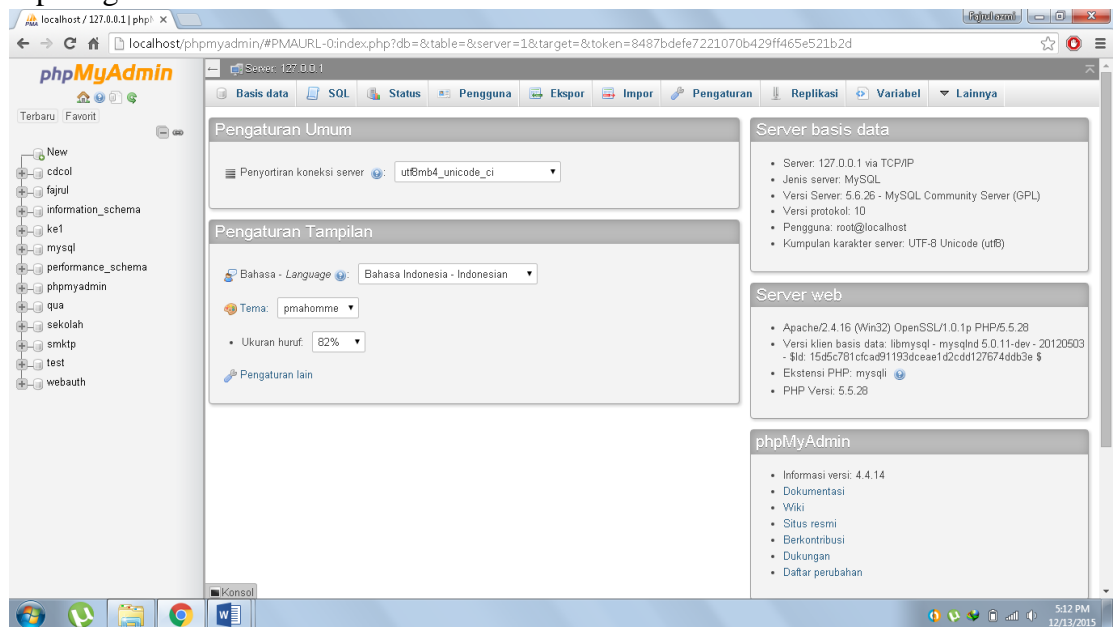 localhost / 127.0.0.1 | phpM
Fajrul azmi
localhost/phpmyadmin/#PMAURL-0:index.php?db=&table=&server=1&target=&token=8487bdefe7221070b429ff465e521b2d
phpMyAdmin
Terbaru Favorit
New
cdcol
fajrul
information_schema
ke1
mysql
performance_schema
phpmyadmin
qua
sekolah
smktp
test
webauth
Server: 127.0.0.1
Basis data SQL Status Pengguna Ekspor Impor Pengaturan Replikasi Variabel Lainnya
Pengaturan Umum
Penyortiran koneksi server : utf8mb4_unicode_ci
Pengaturan Tampilan
Bahasa - Language : Bahasa Indonesia - Indonesian
Tema: pmahomme
• Ukuran huruf: 82%
Pengaturan lain
Server basis data
• Server: 127.0.0.1 via TCP/IP
• Jenis server: MySQL
• Versi Server: 5.6.26 - MySQL Community Server (GPL)
• Versi protokol: 10
• Pengguna: root@localhost
• Kumpulan karakter server: UTF-8 Unicode (utf8)
Server web
• Apache/2.4.16 (Win32) OpenSSL/1.0.1p PHP/5.5.28
• Versi klien basis data: libmysql - mysqlnd 5.0.11-dev - 20120503
- $Id: 15d5c781cfcad91193dceae1d2cdd127674ddb3e $
• Ekstensi PHP: mysqli
• PHP Versi: 5.5.28
phpMyAdmin
• Informasi versi: 4.4.14
• Dokumentasi
• Wiki
• Situs resmi
• Berkontribusi
• Dukungan
• Daftar perubahan
Konsol
5:12 PM
12/13/2015